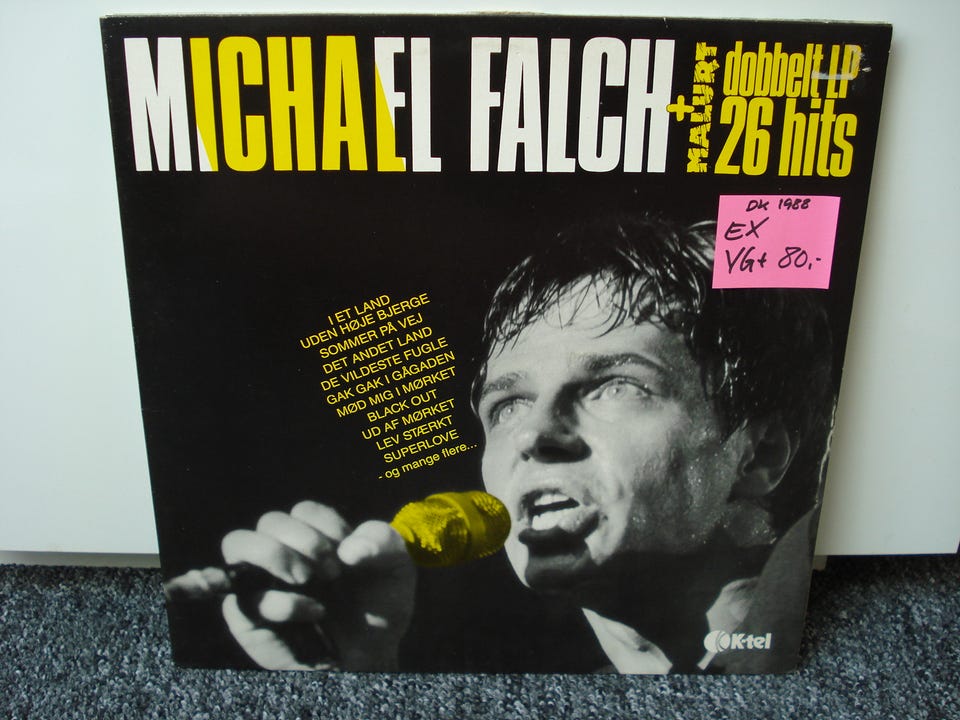 MICHAEL FALCH
+ MALURT
dobbelt LP
26 hits
DK 1988
EX
VG+ 80,-
I ET LAND
UDEN HØJE BJERGE
SOMMER PÅ VEJ
DET ANDET LAND
DE VILDESTE FUGLE
GAK GAK I GÅGADEN
MØD MIG I MØRKET
BLACK OUT
UD AF MØRKET
LEV STÆRKT
SUPERLOVE
- og mange flere...
K-tel